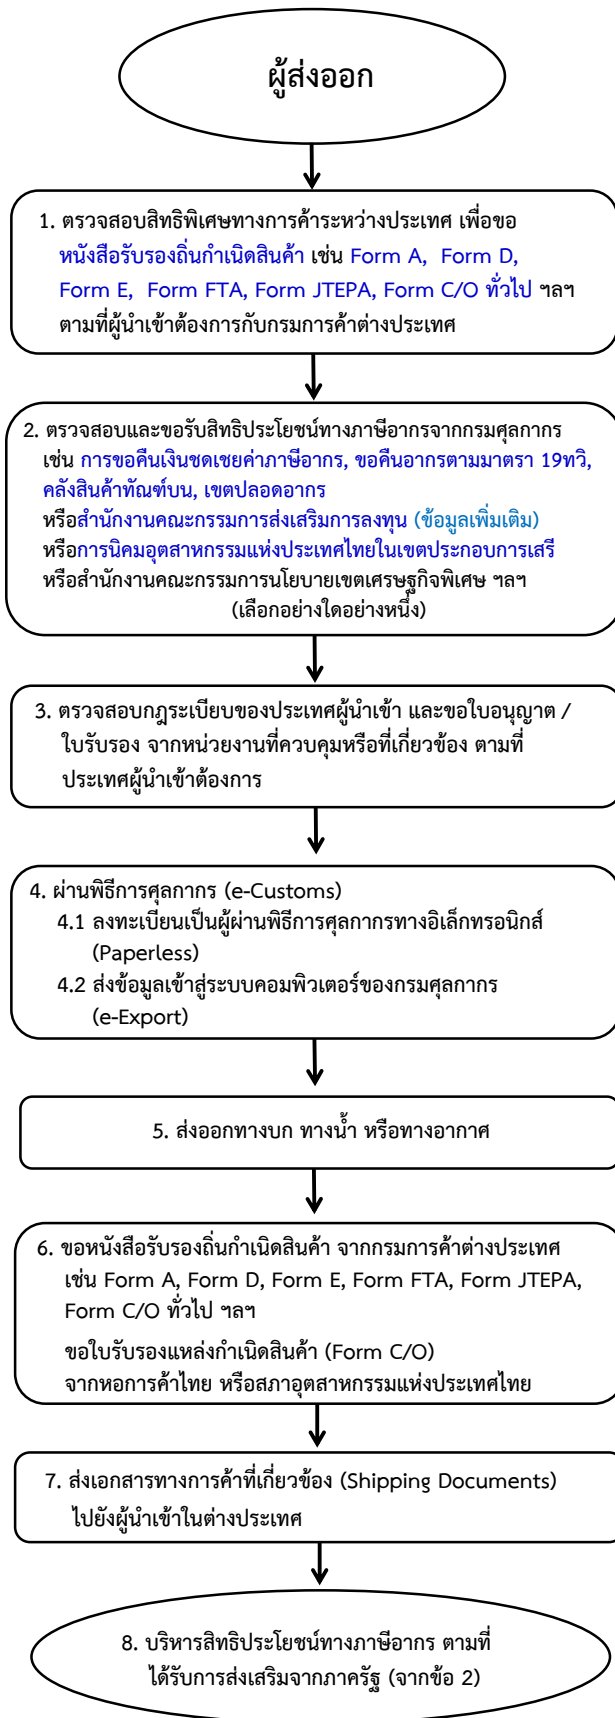 ผู้ส่งออก
1. ตรวจสอบสิทธิพิเศษทางการค้าระหว่างประเทศ เพื่อขอ
หนังสือรับรองถิ่นกำเนิดสินค้า เช่น Form A, Form D,
Form E, Form FTA, Form JTEPA, Form C/O ทั่วไป ฯลฯ
ตามที่ผู้นำเข้าต้องการกับกรมการค้าต่างประเทศ
2. ตรวจสอบและขอรับสิทธิประโยชน์ทางภาษีอากรจากกรมศุลกากร
เช่น การขอคืนเงินชดเชยค่าภาษีอากร, ขอคืนอากรตามมาตรา 19ทวิ,
คลังสินค้าทัณฑ์บน, เขตปลอดอากร
หรือสำนักงานคณะกรรมการส่งเสริมการลงทุน (ข้อมูลเพิ่มเติม)
หรือการนิคมอุตสาหกรรมแห่งประเทศไทยในเขตประกอบการเสรี
หรือสำนักงานคณะกรรมการนโยบายเขตเศรษฐกิจพิเศษ ฯลฯ
(เลือกอย่างใดอย่างหนึ่ง)
3. ตรวจสอบกฎระเบียบของประเทศผู้นำเข้า และขอใบอนุญาต /
ใบรับรอง จากหน่วยงานที่ควบคุมหรือที่เกี่ยวข้อง ตามที่
ประเทศผู้นำเข้าต้องการ
4. ผ่านพิธีการศุลกากร (e-Customs)
4.1 ลงทะเบียนเป็นผู้ผ่านพิธีการศุลกากรทางอิเล็กทรอนิกส์
(Paperless)
4.2 ส่งข้อมูลเข้าสู่ระบบคอมพิวเตอร์ของกรมศุลกากร
(e-Export)
5. ส่งออกทางบก ทางน้ำ หรือทางอากาศ
6. ขอหนังสือรับรองถิ่นกำเนิดสินค้า จากกรมการค้าต่างประเทศ
เช่น Form A, Form D, Form E, Form FTA, Form JTEPA,
Form C/O ทั่วไป ฯลฯ
ขอใบรับรองแหล่งกำเนิดสินค้า (Form C/O)
จากหอการค้าไทย หรือสภาอุตสาหกรรมแห่งประเทศไทย
7. ส่งเอกสารทางการค้าที่เกี่ยวข้อง (Shipping Documents)
ไปยังผู้นำเข้าในต่างประเทศ
8. บริหารสิทธิประโยชน์ทางภาษีอากร ตามที่
ได้รับการส่งเสริมจากภาครัฐ (จากข้อ 2)